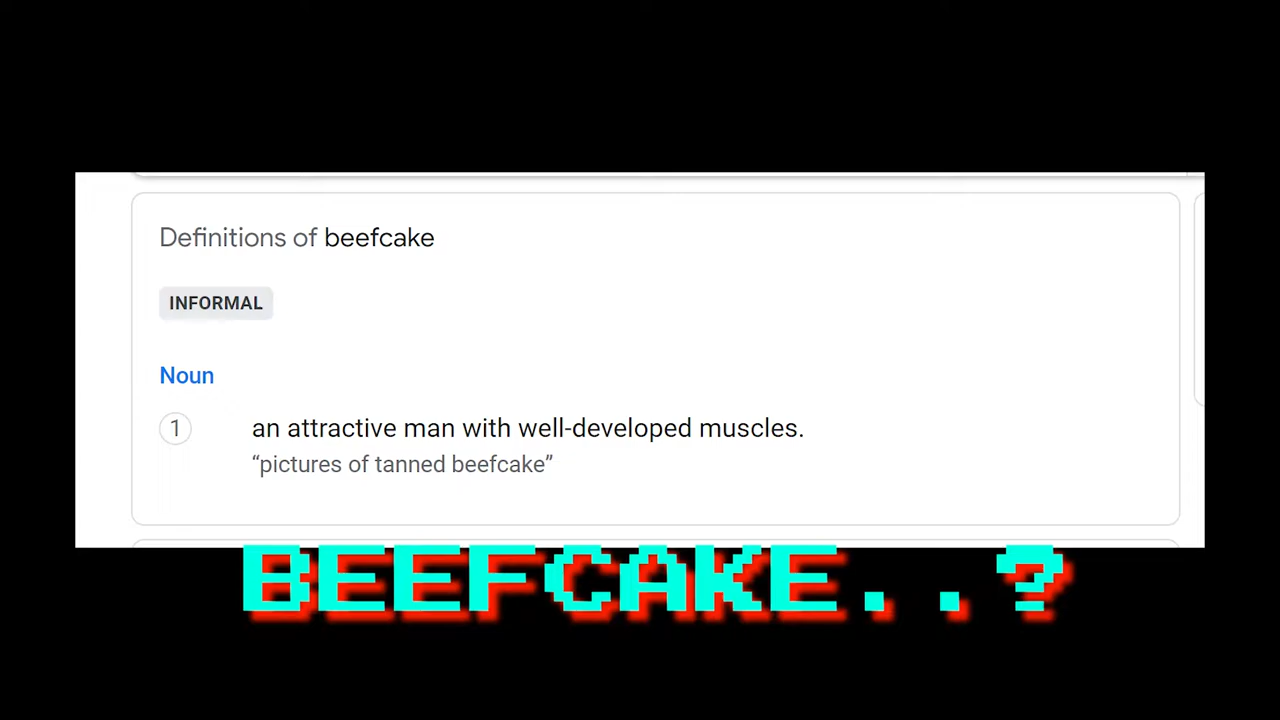 Definitions of beefcake
INFORMAL
Noun
1 an attractive man with well-developed muscles.
“pictures of tanned beefcake”
BEEFCAKE..?